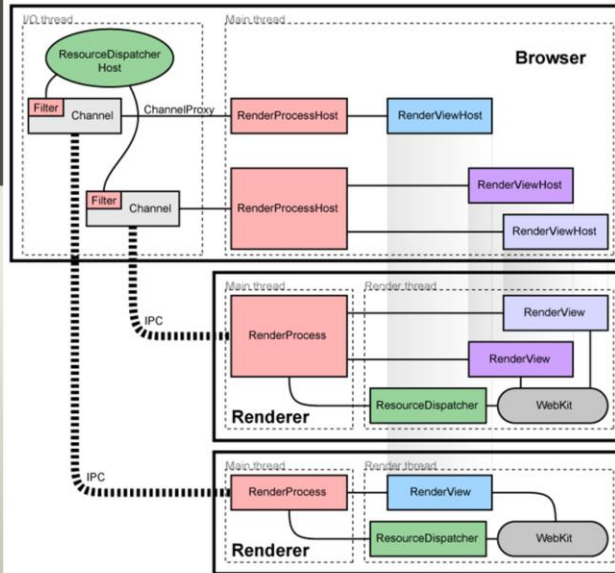 I/O thread
Main thread
ResourceDispatcher
Host
Browser
Filter
Channel
ChannelProxy
RenderProcessHost
RenderViewHost
Filter
Channel
RenderProcessHost
RenderViewHost
RenderViewHost
Main thread
Render thread
IPC
RenderProcess
RenderView
RenderView
ResourceDispatcher
WebKit
Renderer
Main thread
Render thread
IPC
RenderProcess
RenderView
ResourceDispatcher
WebKit
Renderer